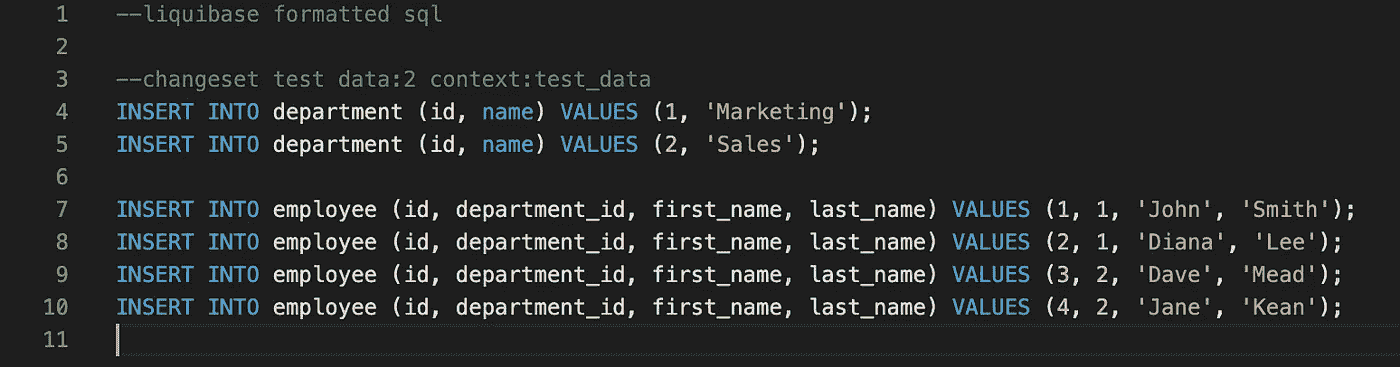 1 --liquibase formatted sql
2
3 --changeset test data:2 context:test_data
4 INSERT INTO department (id, name) VALUES (1, 'Marketing');
5 INSERT INTO department (id, name) VALUES (2, 'Sales');
6
7 INSERT INTO employee (id, department_id, first_name, last_name) VALUES (1, 1, 'John', 'Smith');
8 INSERT INTO employee (id, department_id, first_name, last_name) VALUES (2, 1, 'Diana', 'Lee');
9 INSERT INTO employee (id, department_id, first_name, last_name) VALUES (3, 2, 'Dave', 'Mead');
10 INSERT INTO employee (id, department_id, first_name, last_name) VALUES (4, 2, 'Jane', 'Kean');
11